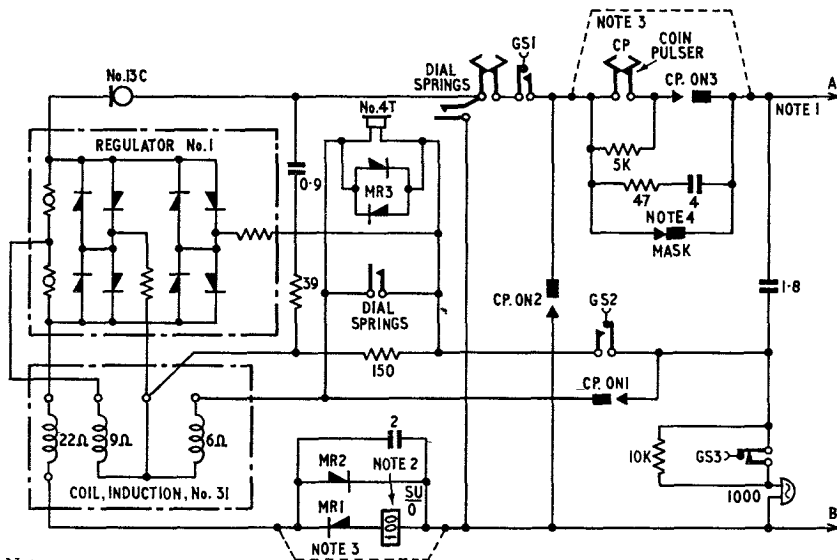 NOTE 3
GS1
CP
COIN
PULSER
DIAL
SPRINGS
CP.ON3
A
NOTE 1
No.13C
No.4T
REGULATOR No.1
0·9
MR3
5K
47
4
NOTE 4
MASK
39
CP.ON2
GS2
1·8
DIAL
SPRINGS
150
CP.ON1
22Ω
9Ω
6Ω
2
NOTE 2
MR2
SU
0
10K
GS3
1000
COIL, INDUCTION, No. 31
MR1
100
B
NOTE 3